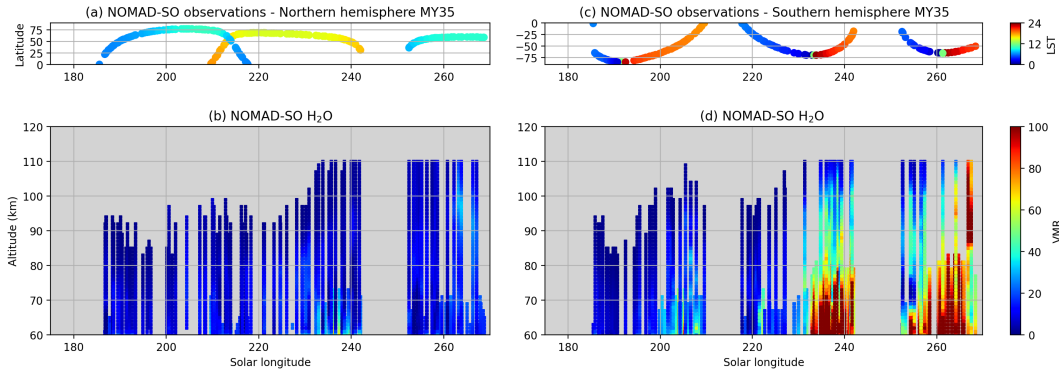 (a) NOMAD-SO observations - Northern hemisphere MY35
Latitude
75
50
25
0
180 200 220 240 260
(c) NOMAD-SO observations - Southern hemisphere MY35
0
−25
−50
−75
180 200 220 240 260
24
12
0
LST
(b) NOMAD-SO H₂O
Altitude (km)
120
110
100
90
80
70
60
180 200 220 240 260
Solar longitude
(d) NOMAD-SO H₂O
120
110
100
90
80
70
60
180 200 220 240 260
Solar longitude
100
80
60
40
20
0
VMR